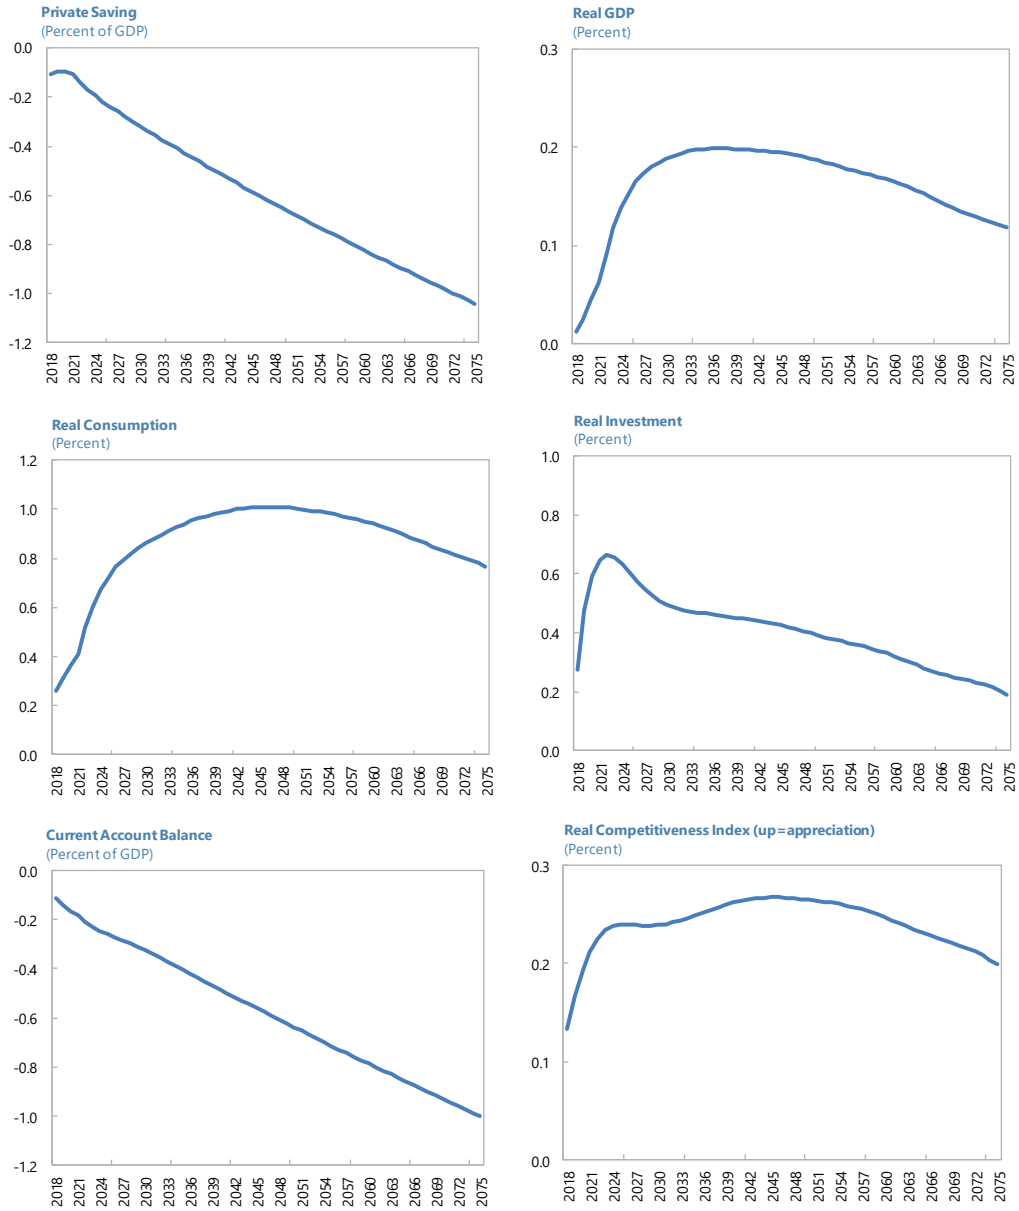 Private Saving
(Percent of GDP)
0.0
-0.2
-0.4
-0.6
-0.8
-1.0
-1.2
2018 2021 2024 2027 2030 2033 2036 2039 2042 2045 2048 2051 2054 2057 2060 2063 2066 2069 2072 2075
Real GDP
(Percent)
0.3
0.2
0.1
0.0
2018 2021 2024 2027 2030 2033 2036 2039 2042 2045 2048 2051 2054 2057 2060 2063 2066 2069 2072 2075
Real Consumption
(Percent)
1.2
1.0
0.8
0.6
0.4
0.2
0.0
2018 2021 2024 2027 2030 2033 2036 2039 2042 2045 2048 2051 2054 2057 2060 2063 2066 2069 2072 2075
Real Investment
(Percent)
1.0
0.8
0.6
0.4
0.2
0.0
2018 2021 2024 2027 2030 2033 2036 2039 2042 2045 2048 2051 2054 2057 2060 2063 2066 2069 2072 2075
Current Account Balance
(Percent of GDP)
0.0
-0.2
-0.4
-0.6
-0.8
-1.0
-1.2
2018 2021 2024 2027 2030 2033 2036 2039 2042 2045 2048 2051 2054 2057 2060 2063 2066 2069 2072 2075
Real Competitiveness Index (up=appreciation)
(Percent)
0.3
0.2
0.1
0.0
2018 2021 2024 2027 2030 2033 2036 2039 2042 2045 2048 2051 2054 2057 2060 2063 2066 2069 2072 2075